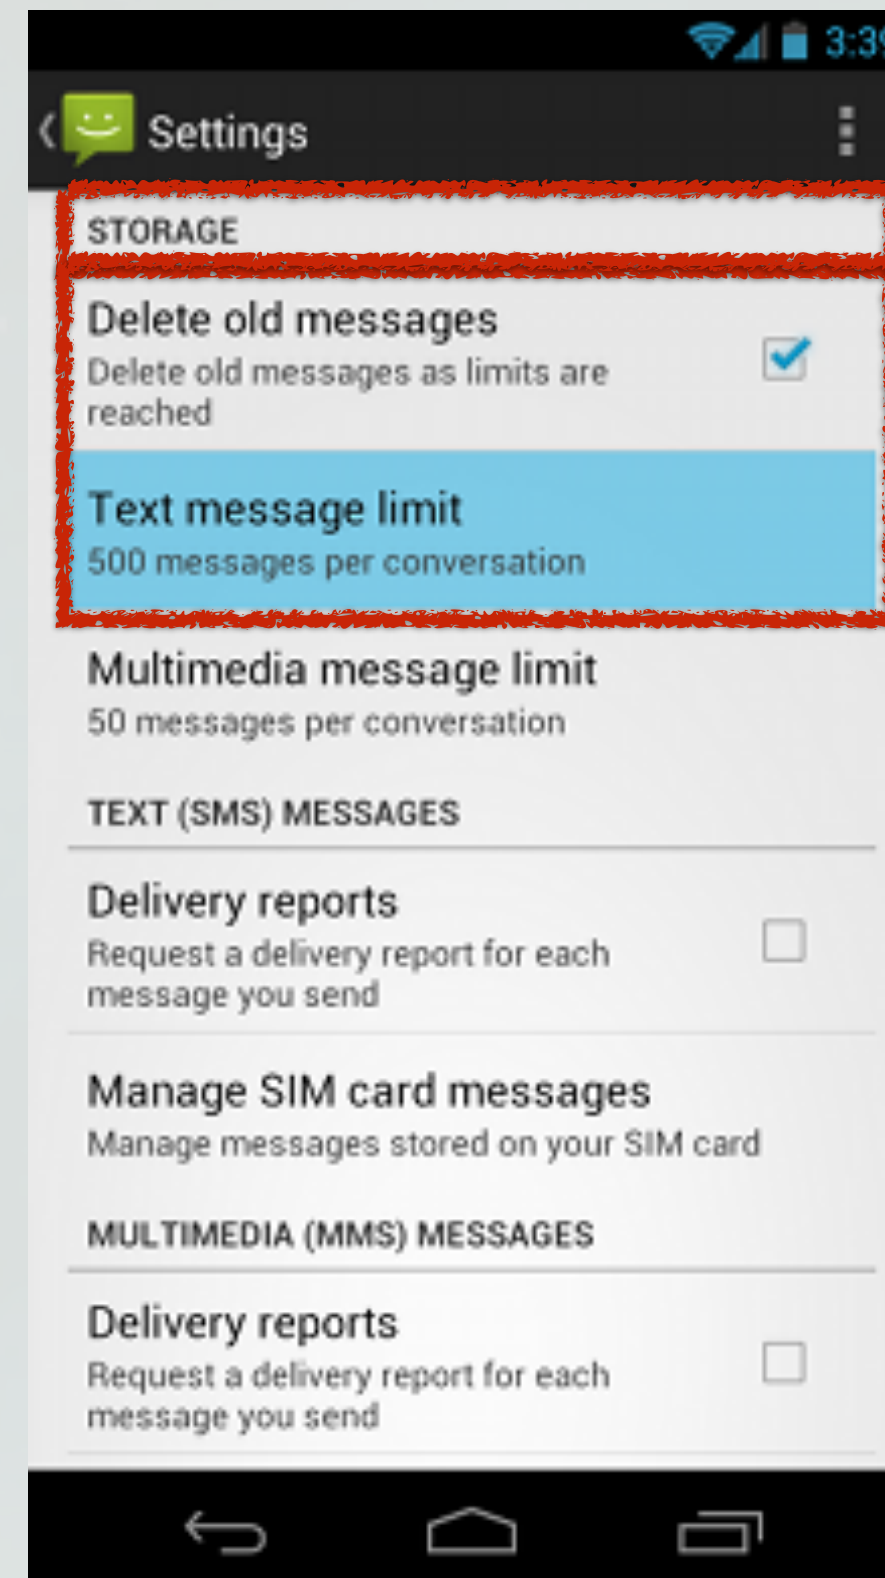 3:39
Settings
STORAGE
Delete old messages
Delete old messages as limits are
reached
Text message limit
500 messages per conversation
Multimedia message limit
50 messages per conversation
TEXT (SMS) MESSAGES
Delivery reports
Request a delivery report for each
message you send
Manage SIM card messages
Manage messages stored on your SIM card
MULTIMEDIA (MMS) MESSAGES
Delivery reports
Request a delivery report for each
message you send